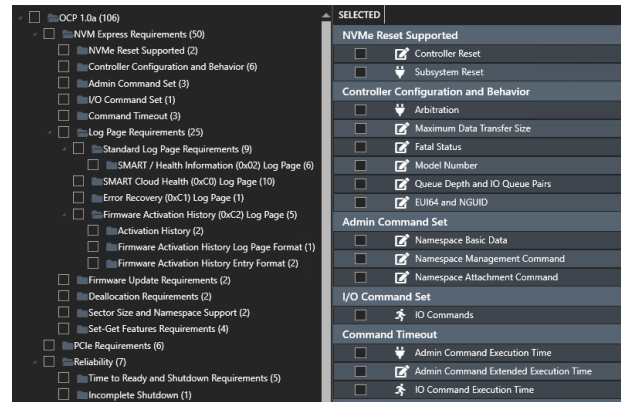 OCP 1.0a (106)
NVM Express Requirements (50)
NVMe Reset Supported (2)
Controller Configuration and Behavior (6)
Admin Command Set (3)
I/O Command Set (1)
Command Timeout (3)
Log Page Requirements (25)
Standard Log Page Requirements (9)
SMART / Health Information (0x02) Log Page (6)
SMART Cloud Health (0xC0) Log Page (10)
Error Recovery (0xC1) Log Page (1)
Firmware Activation History (0xC2) Log Page (5)
Activation History (2)
Firmware Activation History Log Page Format (1)
Firmware Activation History Entry Format (2)
Firmware Update Requirements (2)
Deallocation Requirements (2)
Sector Size and Namespace Support (2)
Set-Get Features Requirements (4)
PCIe Requirements (6)
Reliability (7)
Time to Ready and Shutdown Requirements (5)
Incomplete Shutdown (1)
SELECTED
NVMe Reset Supported
Controller Reset
Subsystem Reset
Controller Configuration and Behavior
Arbitration
Maximum Data Transfer Size
Fatal Status
Model Number
Queue Depth and IO Queue Pairs
EUI64 and NGUID
Admin Command Set
Namespace Basic Data
Namespace Management Command
Namespace Attachment Command
I/O Command Set
IO Commands
Command Timeout
Admin Command Execution Time
Admin Command Extended Execution Time
IO Command Execution Time